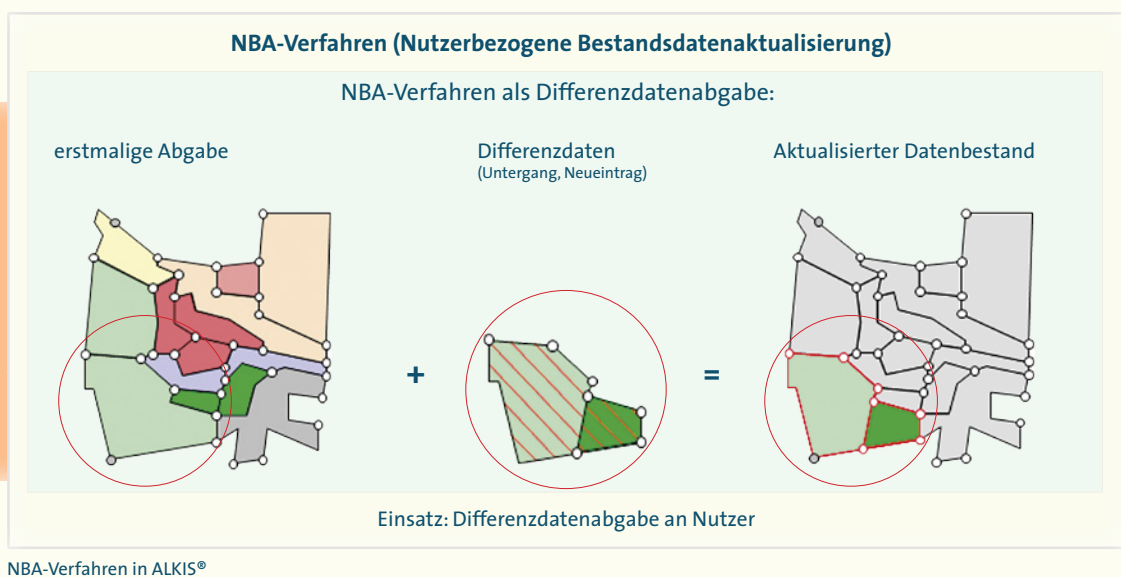 NBA-Verfahren (Nutzerbezogene Bestandsdatenaktualisierung)
NBA-Verfahren als Differenzdatenabgabe:
erstmalige Abgabe
Differenzdaten
(Untergang, Neueintrag)
Aktualisierter Datenbestand
+
=
Einsatz: Differenzdatenabgabe an Nutzer
NBA-Verfahren in ALKIS®